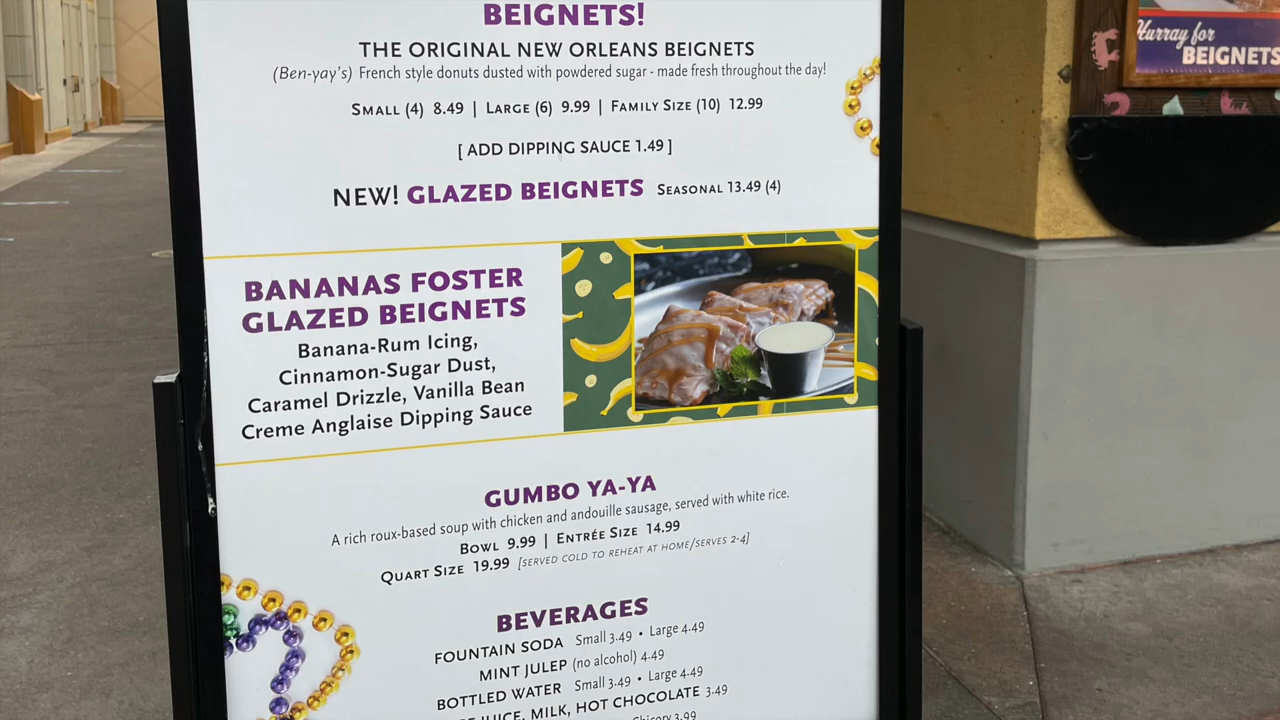 BEIGNETS!
THE ORIGINAL NEW ORLEANS BEIGNETS
(Ben-yay's) French style donuts dusted with powdered sugar - made fresh throughout the day!
SMALL (4) 8.49 | LARGE (6) 9.99 | FAMILY SIZE (10) 12.99
[ ADD DIPPING SAUCE 1.49 ]
NEW! GLAZED BEIGNETS SEASONAL 13.49 (4)
BANANAS FOSTER
GLAZED BEIGNETS
Banana-Rum Icing,
Cinnamon-Sugar Dust,
Caramel Drizzle, Vanilla Bean
Creme Anglaise Dipping Sauce
GUMBO YA-YA
A rich roux-based soup with chicken and andouille sausage, served with white rice.
BOWL 9.99 | ENTRÉE SIZE 14.99
QUART SIZE 19.99 [SERVED COLD TO REHEAT AT HOME/SERVES 2-4]
BEVERAGES
FOUNTAIN SODA Small 3.49 • Large 4.49
MINT JULEP (no alcohol) 4.49
BOTTLED WATER Small 3.49 • Large 4.49
JUICE, MILK, HOT CHOCOLATE 3.49
Chicory 3.99
Hurray for
BEIGNETS